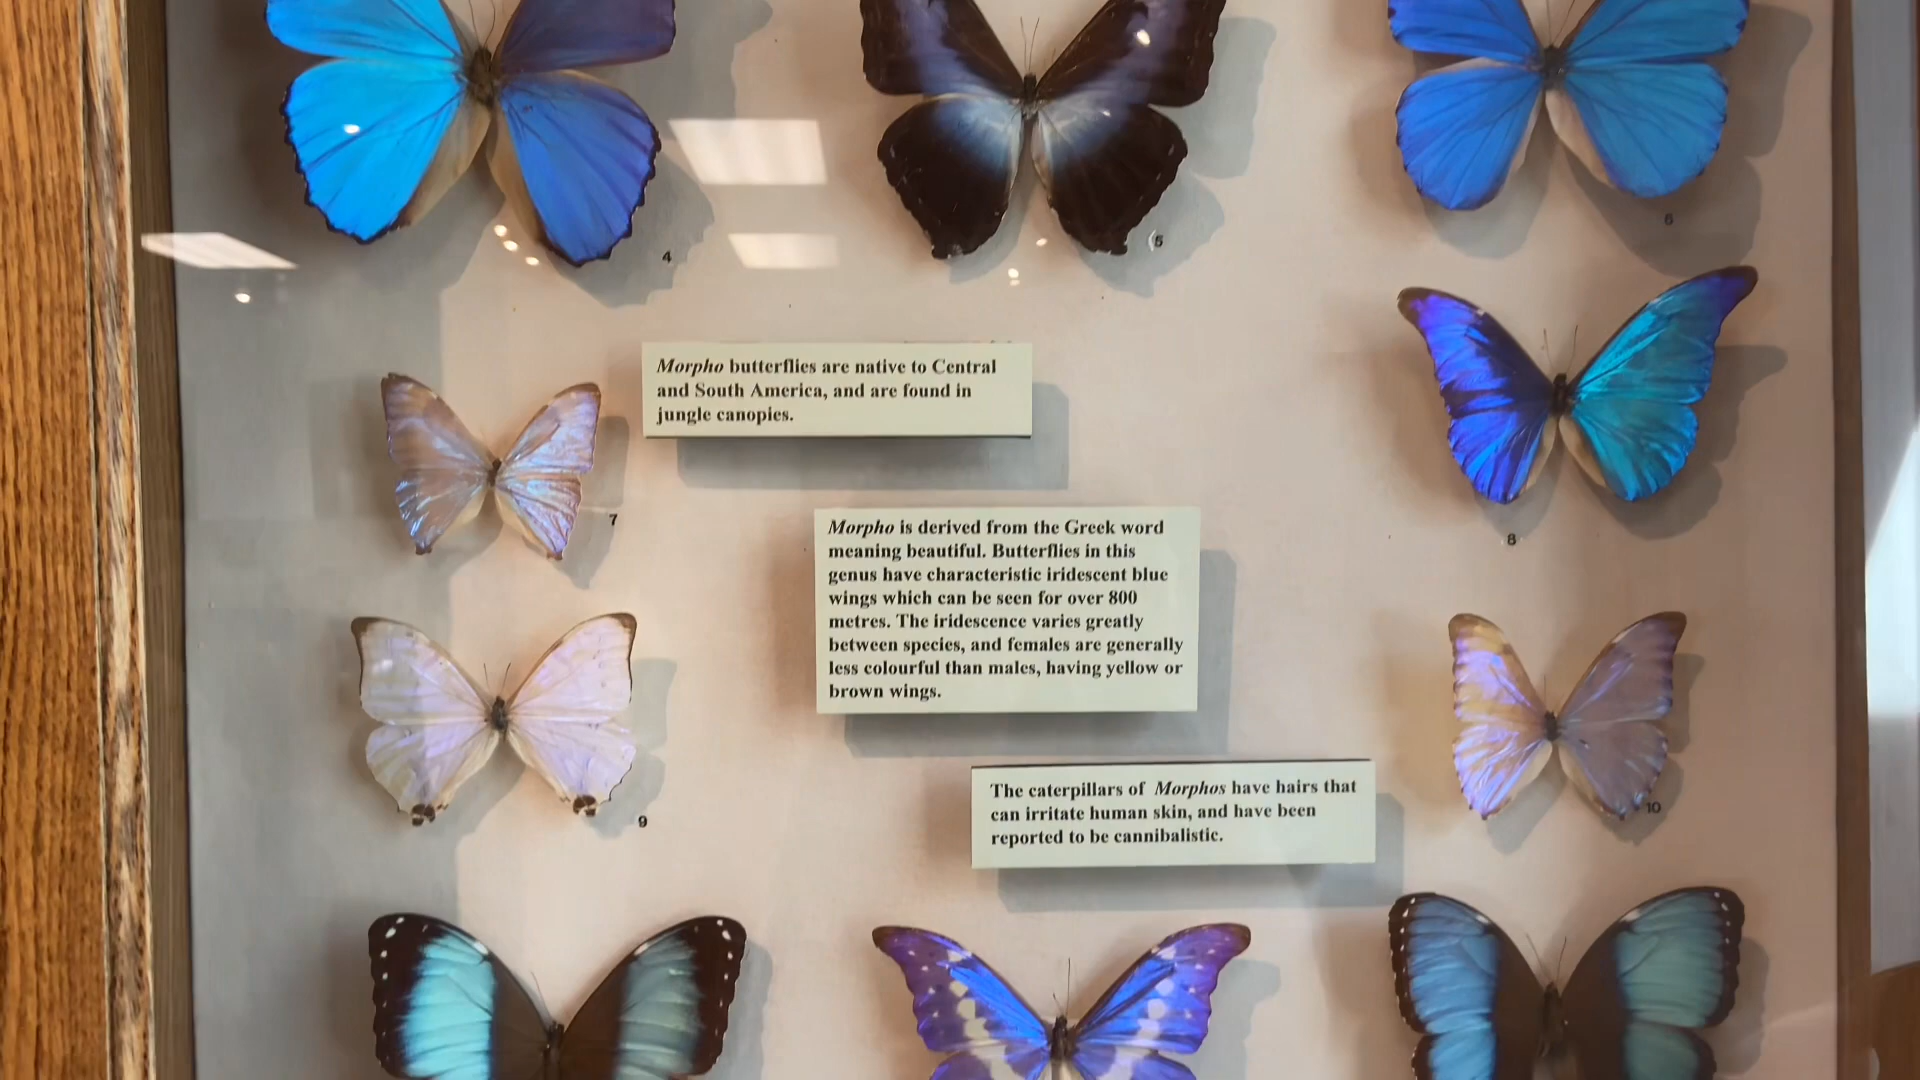 6
5
4
Morpho butterflies are native to Central
and South America, and are found in
jungle canopies.
7
8
Morpho is derived from the Greek word
meaning beautiful. Butterflies in this
genus have characteristic iridescent blue
wings which can be seen for over 800
metres. The iridescence varies greatly
between species, and females are generally
less colourful than males, having yellow or
brown wings.
The caterpillars of Morphos have hairs that
can irritate human skin, and have been
reported to be cannibalistic.
9
10